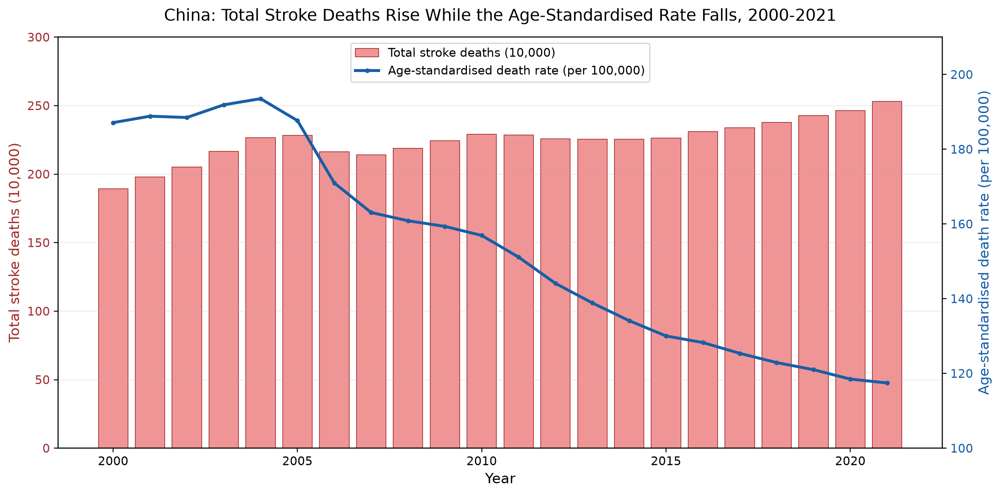 China: Total Stroke Deaths Rise While the Age-Standardised Rate Falls, 2000-2021
Total stroke deaths (10,000)
Age-standardised death rate (per 100,000)
Total stroke deaths (10,000)
300
250
200
150
100
50
0
200
180
160
140
120
100
Age-standardised death rate (per 100,000)
2000 2005 2010 2015 2020
Year